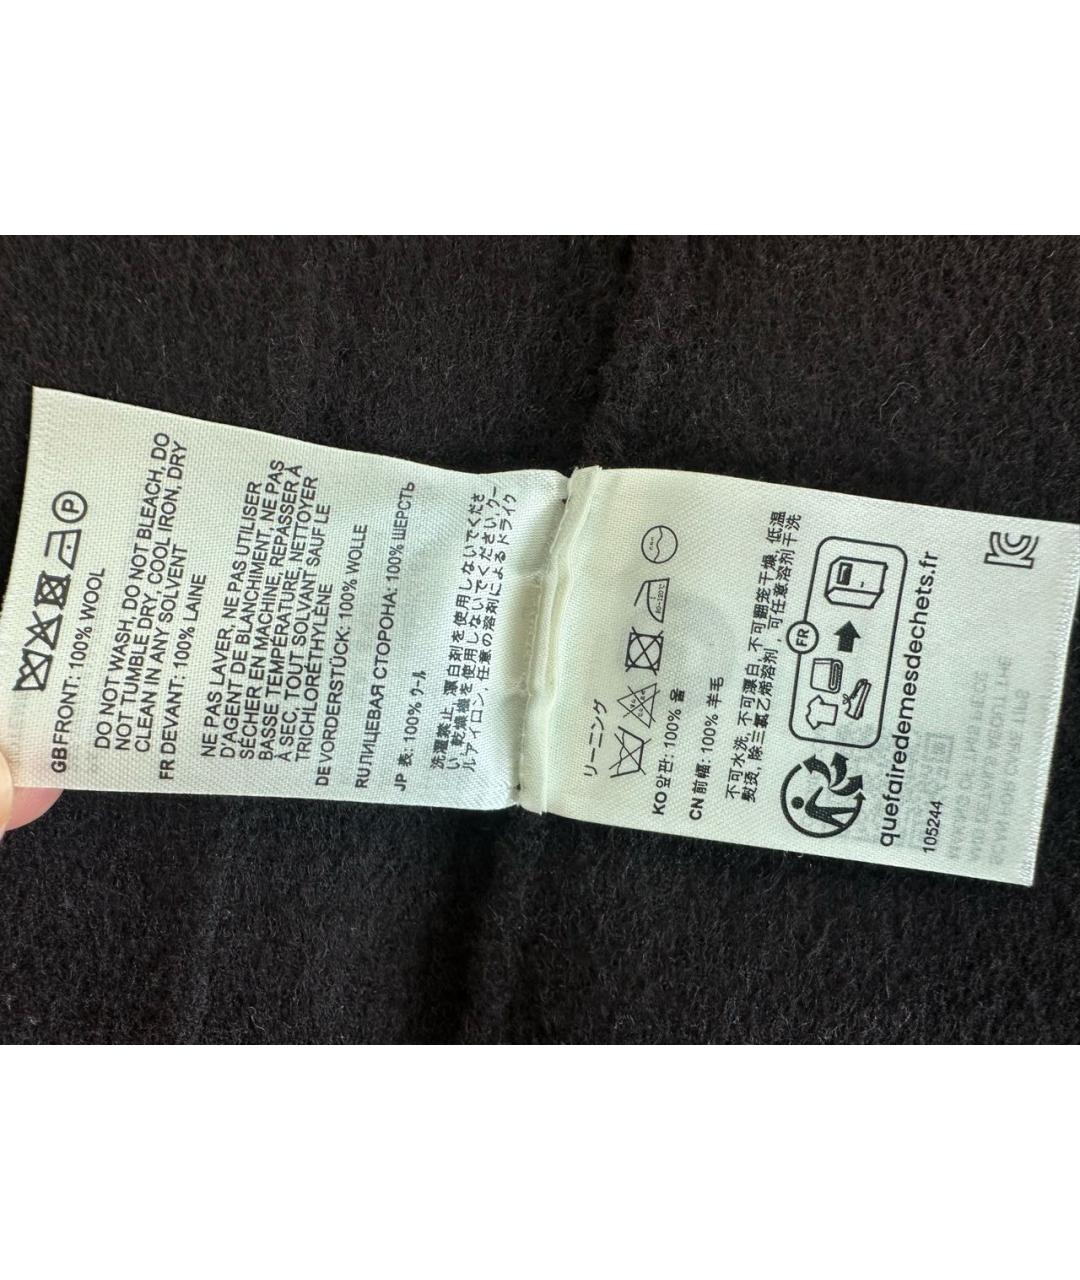 GB FRONT: 100% WOOL
DO NOT WASH, DO NOT BLEACH, DO
NOT TUMBLE DRY, COOL IRON, DRY
CLEAN IN ANY SOLVENT
FR DEVANT: 100% LAINE
NE PAS LAVER, NE PAS UTILISER
D'AGENT DE BLANCHIMENT, NE PAS
SÉCHER EN MACHINE, REPASSER À
BASSE TEMPÉRATURE, NETTOYER
À SEC, TOUT SOLVANT SAUF LE
TRICHLORÉTHYLÈNE
DE VORDERSTÜCK: 100% WOLLE
RU ЛИЦЕВАЯ СТОРОНА: 100% ШЕРСТЬ
JP 表: 100% ウール
洗濯禁止, 漂白剤を使用しないでくださ
い, 乾燥機を使用しないでください, クー
ルアイロン, 任意の溶剤によるドライク
リーニング
KO 앞판: 100% 울
CN 前幅: 100% 羊毛
不可水洗, 不可漂白, 不可翻笼干燥, 低温
熨烫, 除三氯乙烯溶剂, 可任意溶剂干洗
FR
quefairedemesdechets.fr
105244